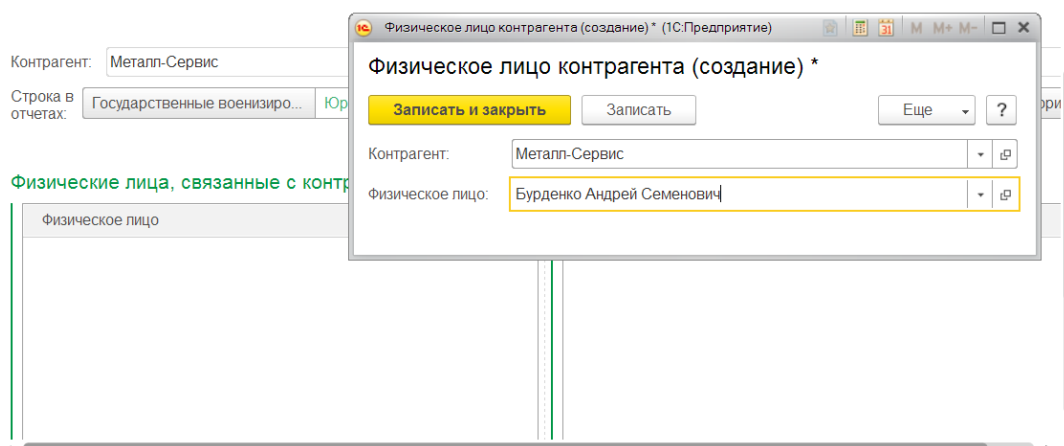 Физическое лицо контрагента (создание) * (1С:Предприятие)
M M+ M-
Физическое лицо контрагента (создание) *
Записать и закрыть
Записать
Еще
?
Контрагент: Металл-Сервис
Физическое лицо: Бурденко Андрей Семенович
Контрагент: Металл-Сервис
Строка в отчетах:
Государственные военизиро...
Физические лица, связанные с
Физическое лицо